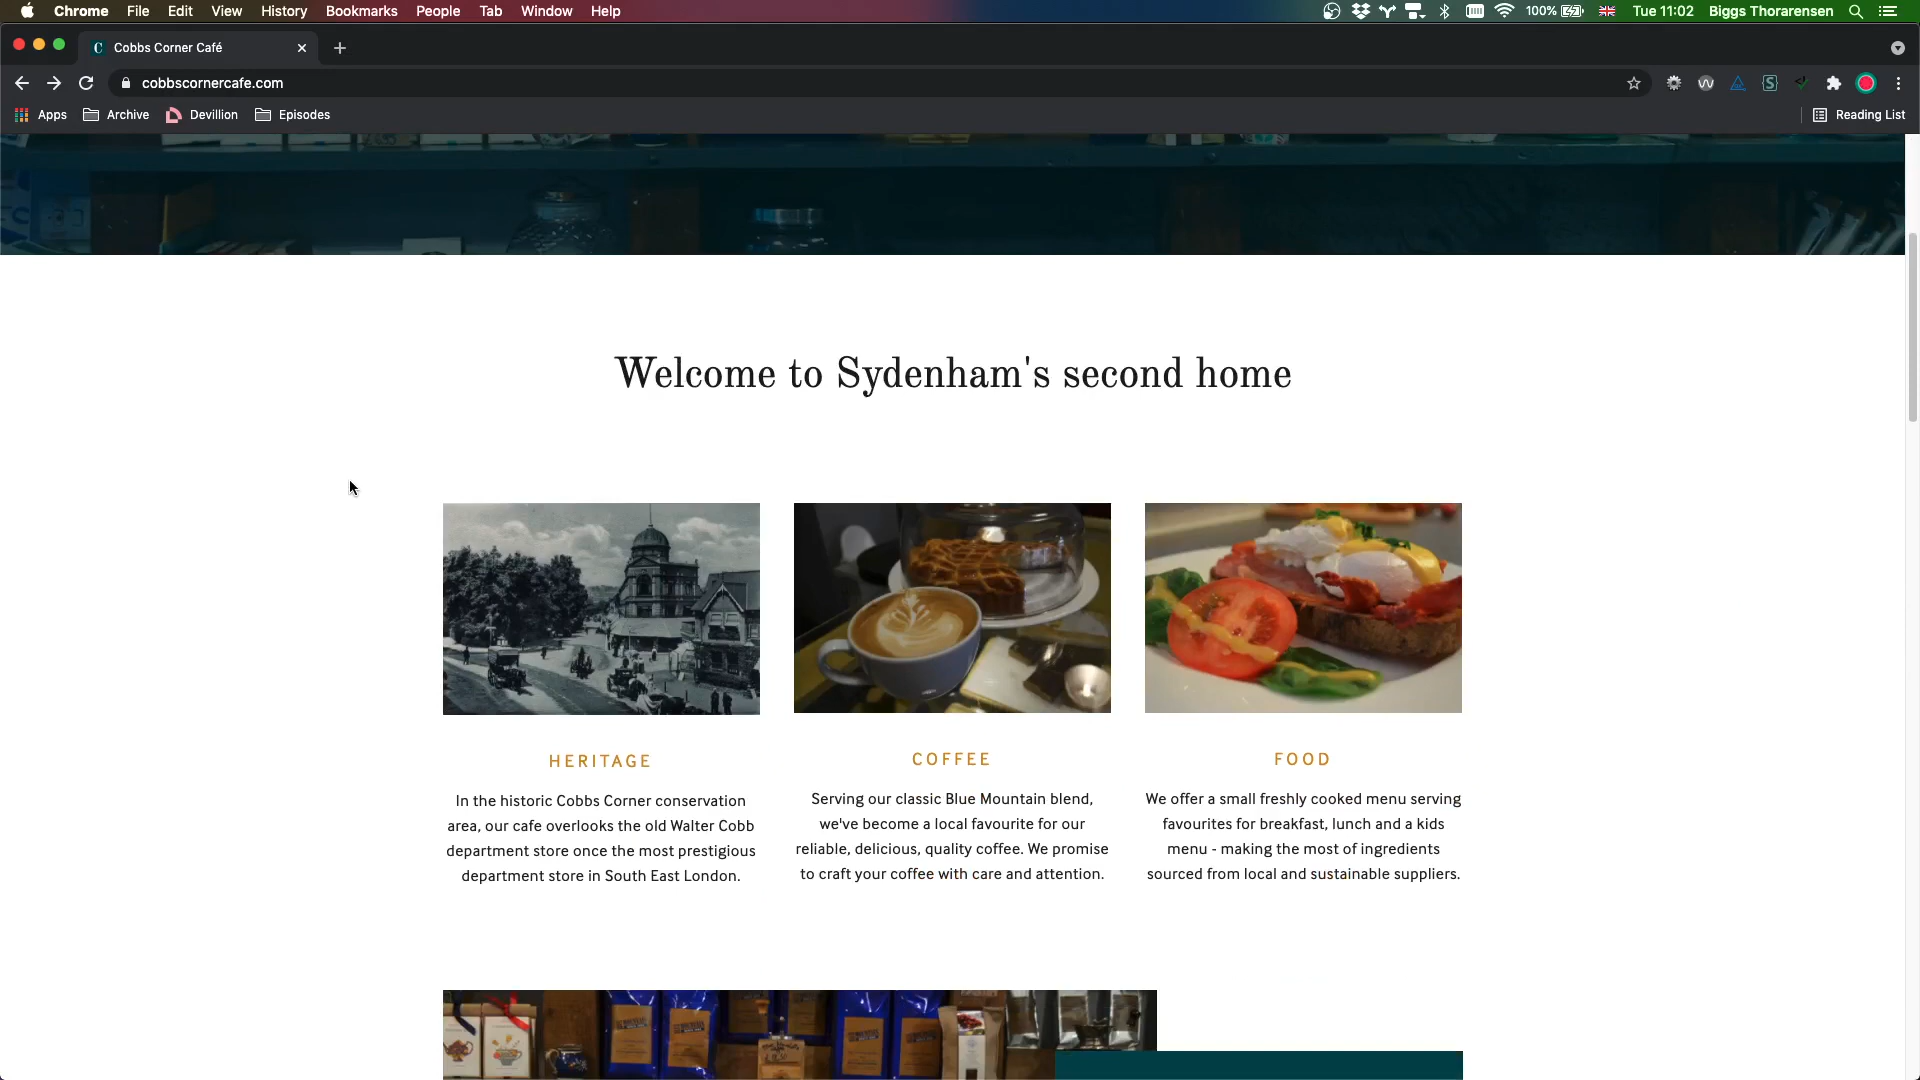 Chrome File Edit View History Bookmarks People Tab Window Help 100% Tue 11:02 Biggs Thorarensen
C Cobbs Corner Café
cobbscornercafe.com
Apps Archive Devillion Episodes Reading List
Welcome to Sydenham's second home
HERITAGE
In the historic Cobbs Corner conservation
area, our cafe overlooks the old Walter Cobb
department store once the most prestigious
department store in South East London.
COFFEE
Serving our classic Blue Mountain blend,
we've become a local favourite for our
reliable, delicious, quality coffee. We promise
to craft your coffee with care and attention.
FOOD
We offer a small freshly cooked menu serving
favourites for breakfast, lunch and a kids
menu - making the most of ingredients
sourced from local and sustainable suppliers.